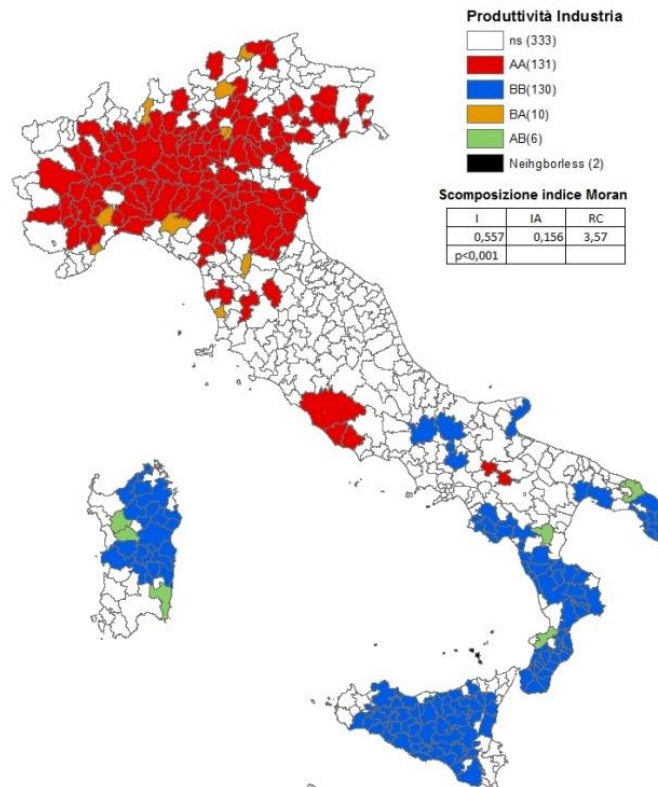 Produttività Industria
ns (333)
AA(131)
BB(130)
BA(10)
AB(6)
Neihgborless (2)
Scomposizione indice Moran
I IA RC
0,557 0,156 3,57
p<0,001